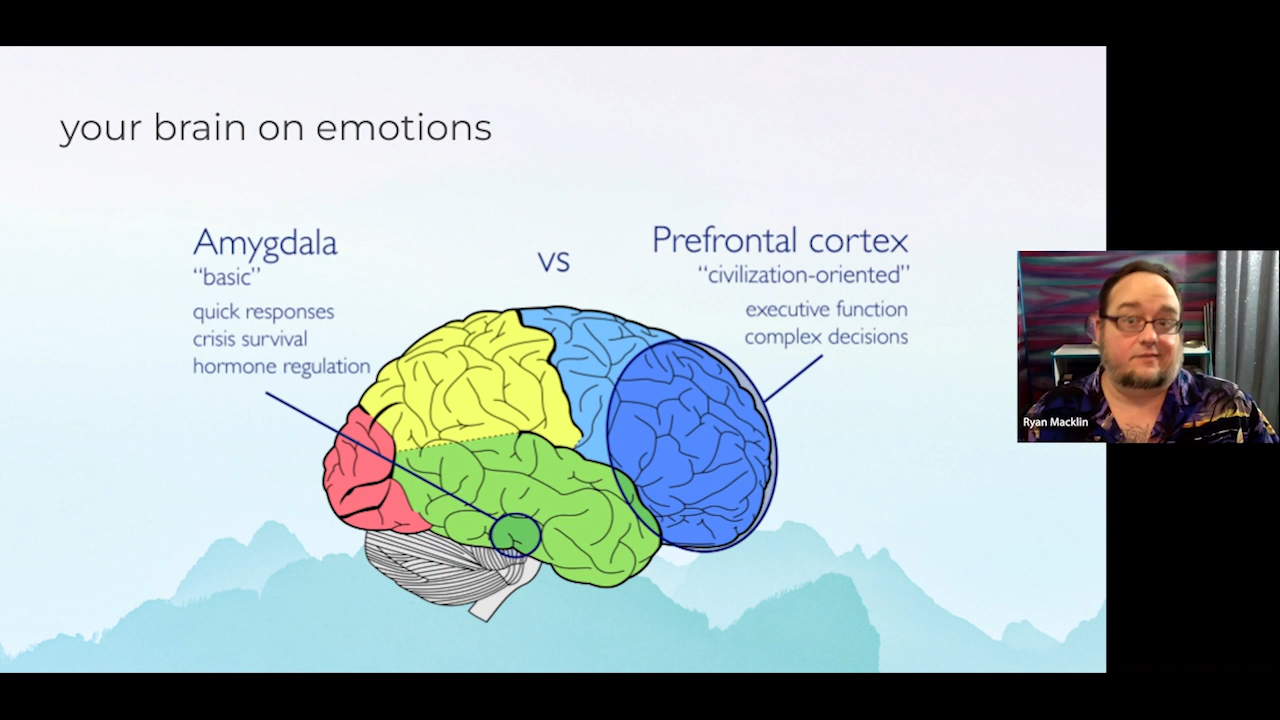 your brain on emotions
Amygdala
“basic”
quick responses
crisis survival
hormone regulation
vs
Prefrontal cortex
“civilization-oriented”
executive function
complex decisions
Ryan Macklin